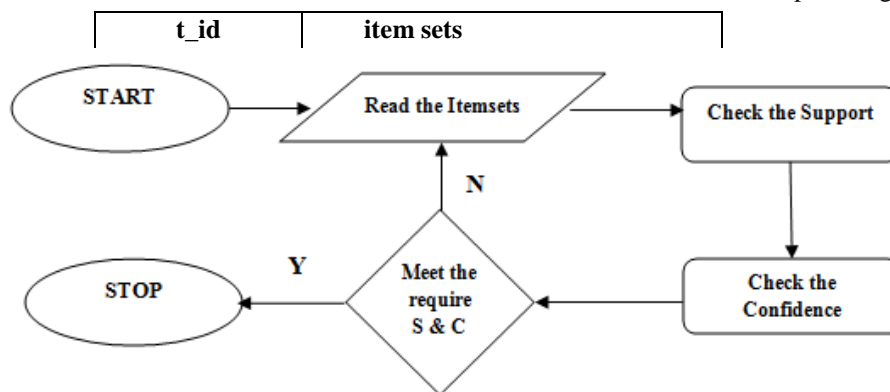 t_id item sets
START
Read the Itemsets
Check the Support
N
Y
STOP
Meet the
require
S & C
Check the
Confidence